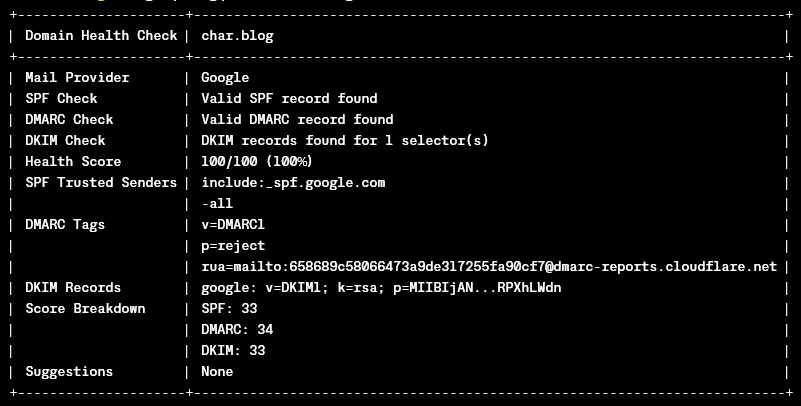 Domain Health Check | char.blog
Mail Provider | Google
SPF Check | Valid SPF record found
DMARC Check | Valid DMARC record found
DKIM Check | DKIM records found for 1 selector(s)
Health Score | 100/100 (100%)
SPF Trusted Senders | include:_spf.google.com
| -all
DMARC Tags | v=DMARC1
| p=reject
| rua=mailto:658689c58066473a9de317255fa90cf7@dmarc-reports.cloudflare.net
DKIM Records | google: v=DKIM1; k=rsa; p=MIIBIjAN...RPXhLWdn
Score Breakdown | SPF: 33
| DMARC: 34
| DKIM: 33
Suggestions | None